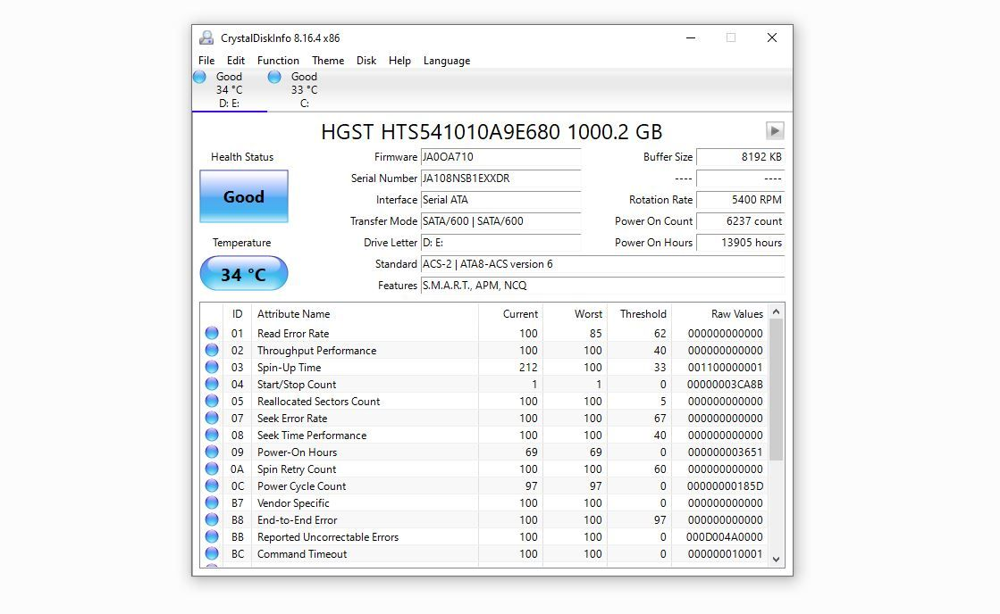 CrystalDiskInfo 8.16.4 x86
File Edit Function Theme Disk Help Language
Good Good
34 °C 33 °C
D: E: C:
HGST HTS541010A9E680 1000.2 GB
Health Status Firmware JA0OA710 Buffer Size 8192 KB
Good Serial Number JA108NSB1EXXDR ---- ----
Interface Serial ATA Rotation Rate 5400 RPM
Transfer Mode SATA/600 | SATA/600 Power On Count 6237 count
Temperature Drive Letter D: E: Power On Hours 13905 hours
34 °C Standard ACS-2 | ATA8-ACS version 6
Features S.M.A.R.T., APM, NCQ
ID Attribute Name Current Worst Threshold Raw Values
01 Read Error Rate 100 85 62 000000000000
02 Throughput Performance 100 100 40 000000000000
03 Spin-Up Time 212 100 33 001100000001
04 Start/Stop Count 1 1 0 00000003CA8B
05 Reallocated Sectors Count 100 100 5 000000000000
07 Seek Error Rate 100 100 67 000000000000
08 Seek Time Performance 100 100 40 000000000000
09 Power-On Hours 69 69 0 000000003651
0A Spin Retry Count 100 100 60 000000000000
0C Power Cycle Count 97 97 0 00000000185D
B7 Vendor Specific 100 100 0 000000000000
B8 End-to-End Error 100 100 97 000000000000
BB Reported Uncorrectable Errors 100 100 0 000D004A0000
BC Command Timeout 100 100 0 000000010001